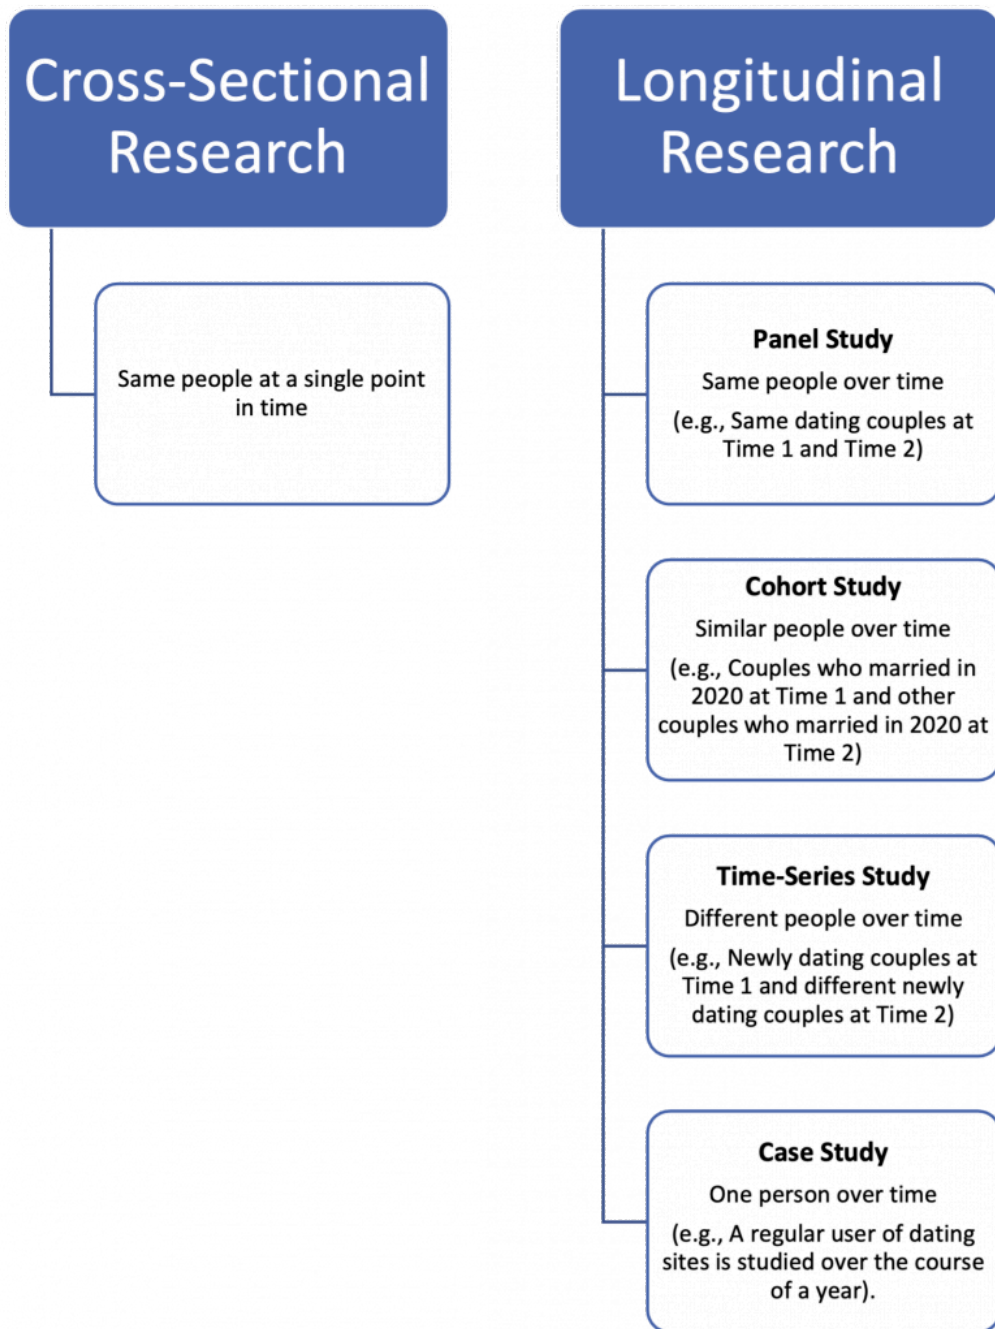 Cross-Sectional
Research
Same people at a single point
in time
Longitudinal
Research
Panel Study
Same people over time
(e.g., Same dating couples at
Time 1 and Time 2)
Cohort Study
Similar people over time
(e.g., Couples who married in
2020 at Time 1 and other
couples who married in 2020 at
Time 2)
Time-Series Study
Different people over time
(e.g., Newly dating couples at
Time 1 and different newly
dating couples at Time 2)
Case Study
One person over time
(e.g., A regular user of dating
sites is studied over the course
of a year).